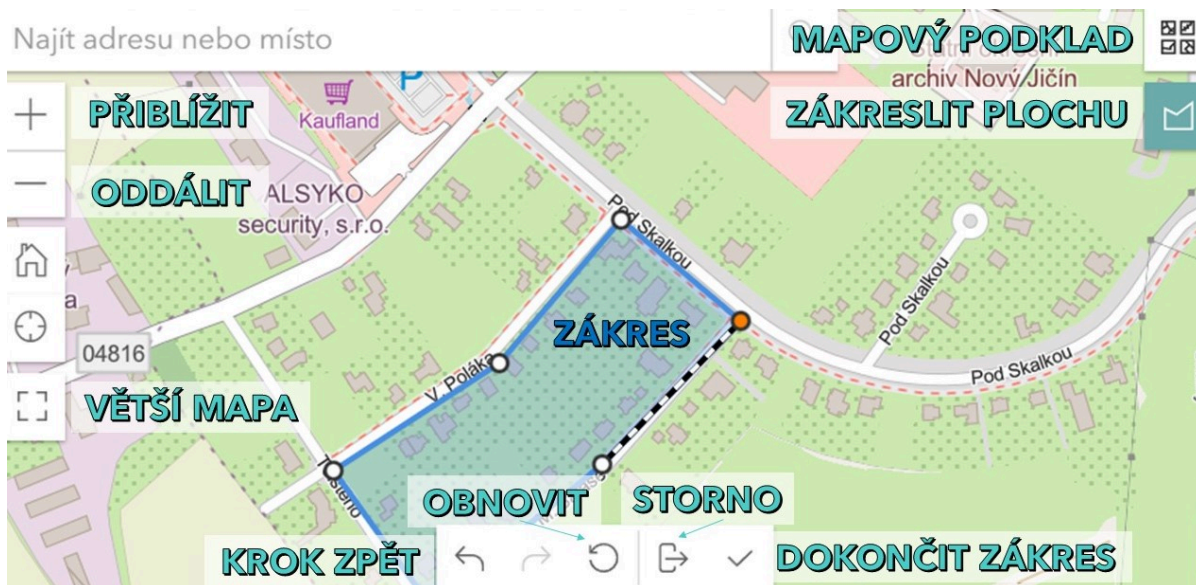 Najít adresu nebo místo
MAPOVÝ PODKLAD
archiv Nový Jičín
PŘIBLÍŽIT
Kaufland
P
ZÁKRESLIT PLOCHU
ODDÁLIT
ALSYKO
security, s.r.o.
Pod Skalkou
Pod Skalkou
ZÁKRES
04816
V. Poláka
Pod Skalkou
VĚTŠÍ MAPA
OBNOVIT
STORNO
KROK ZPĚT
DOKONČIT ZÁKRES